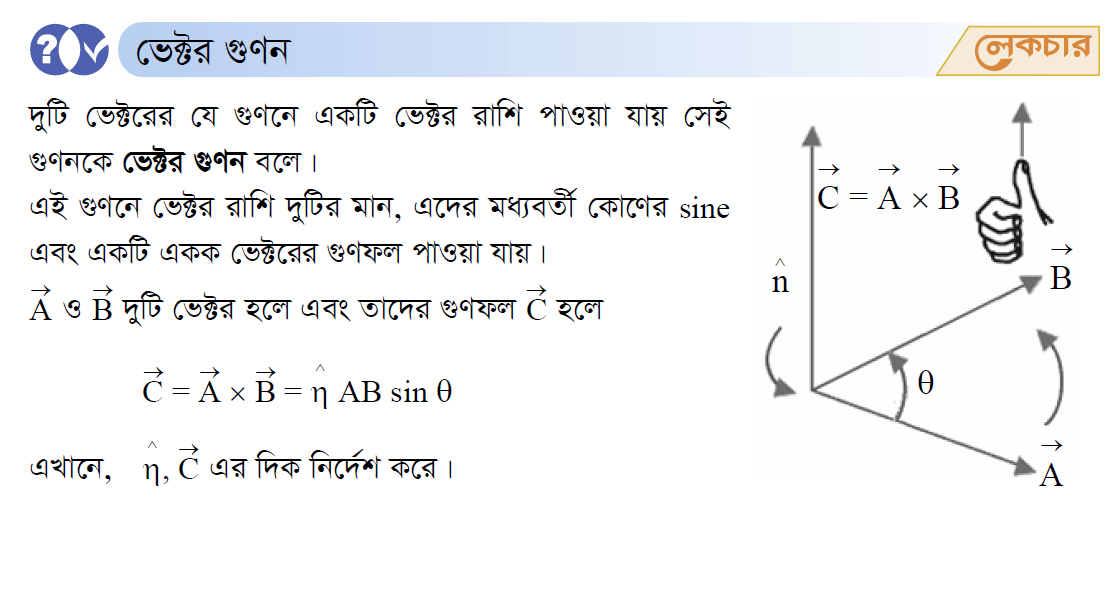 ভেক্টর গুণন
লেকচার
দুটি ভেক্টরের যে গুণনে একটি ভেক্টর রাশি পাওয়া যায় সেই
গুণনকে ভেক্টর গুণন বলে।
এই গুণনে ভেক্টর রাশি দুটির মান, এদের মধ্যবর্তী কোণের sine
এবং একটি একক ভেক্টরের গুণফল পাওয়া যায়।
A⃗ ও B⃗ দুটি ভেক্টর হলে এবং তাদের গুণফল C⃗ হলে
C⃗ = A⃗ × B⃗ = η̂ AB sin θ
এখানে, η̂, C⃗ এর দিক নির্দেশ করে।
C⃗ = A⃗ × B⃗
n̂
B⃗
θ
A⃗